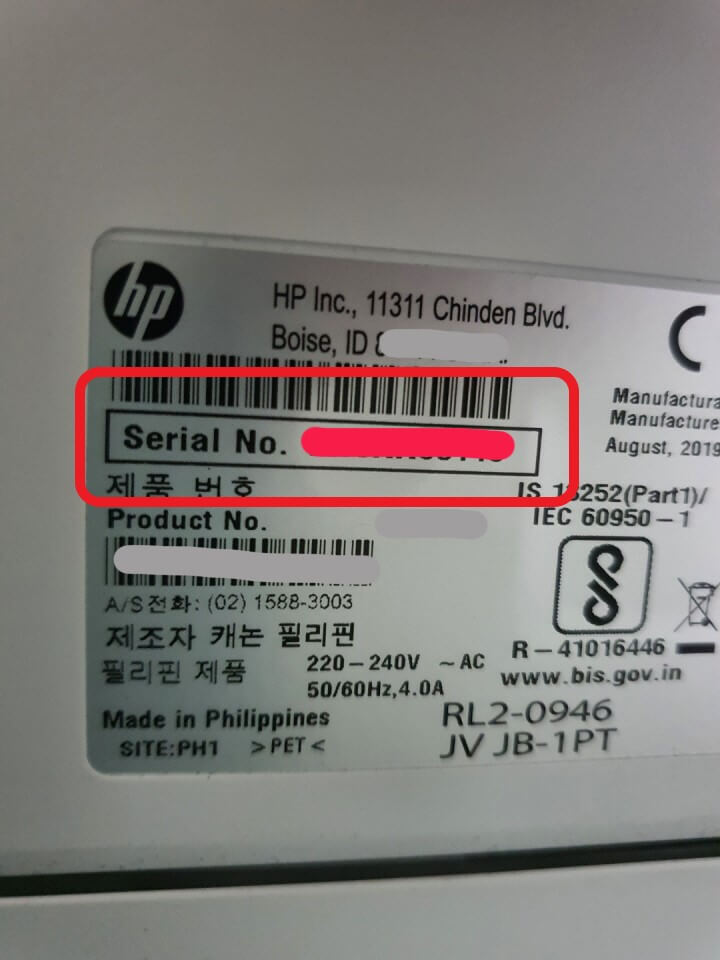 hp
HP Inc., 11311 Chinden Blvd.
Boise, ID
Serial No.
제품 번호
Product No.
A/S전화: (02) 1588-3003
제조자 캐논 필리핀
필리핀 제품
220-240V ~AC
50/60Hz,4.0A
Made in Philippines
SITE:PH1 >PET<
Manufactura
Manufacture
August, 2019
IS 13252(Part1)/
IEC 60950-1
R-41016446
www.bis.gov.in
RL2-0946
JV JB-1PT